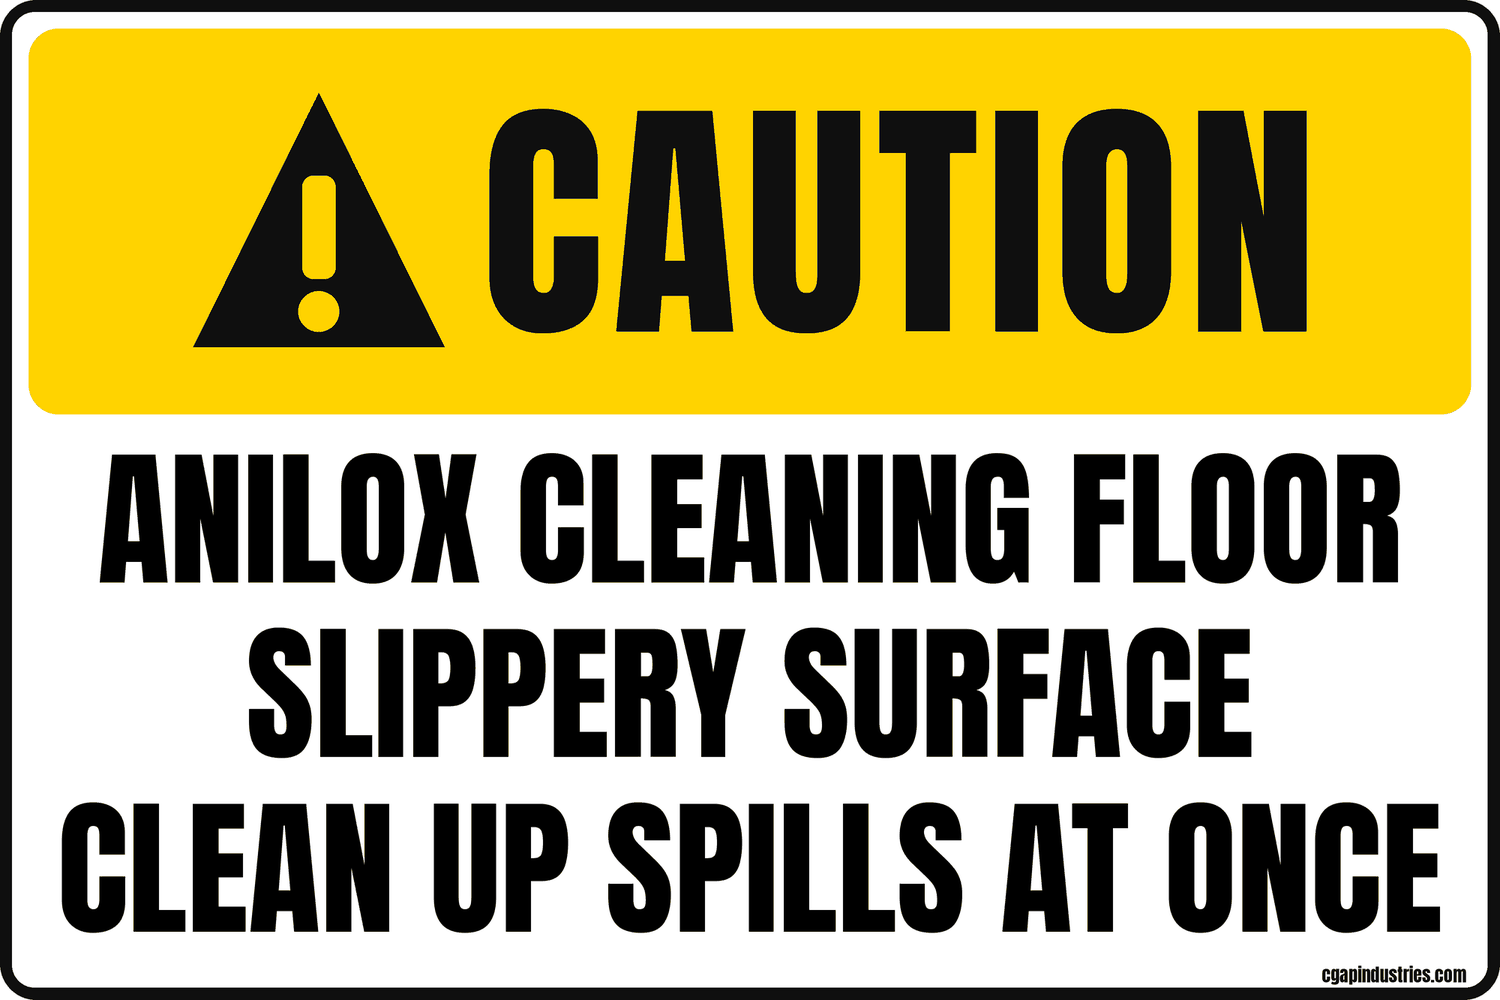 CAUTION
ANILOX CLEANING FLOOR
SLIPPERY SURFACE
CLEAN UP SPILLS AT ONCE
cgapindustries.com